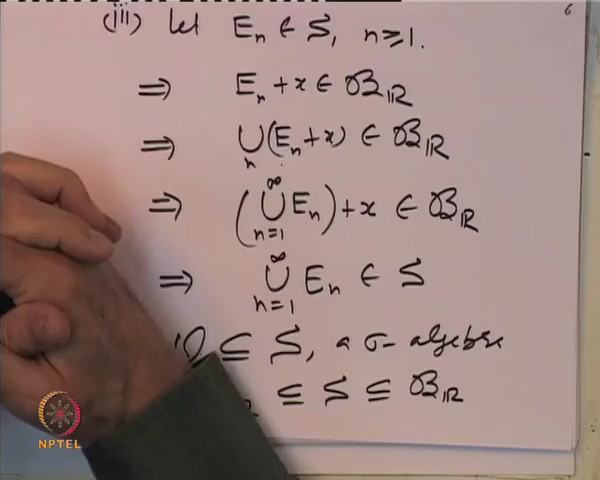 6
(iii) Let Eₙ ∈ S, n ≥ 1.
⇒ Eₙ + x ∈ 𝓑_ℝ
⇒ ∪ₙ (Eₙ + x) ∈ 𝓑_ℝ
⇒ (∪_{n=1}^∞ Eₙ) + x ∈ 𝓑_ℝ
⇒ ∪_{n=1}^∞ Eₙ ∈ S
⊆ S, a σ-algebra
⊆ S ⊆ 𝓑_ℝ
NPTEL